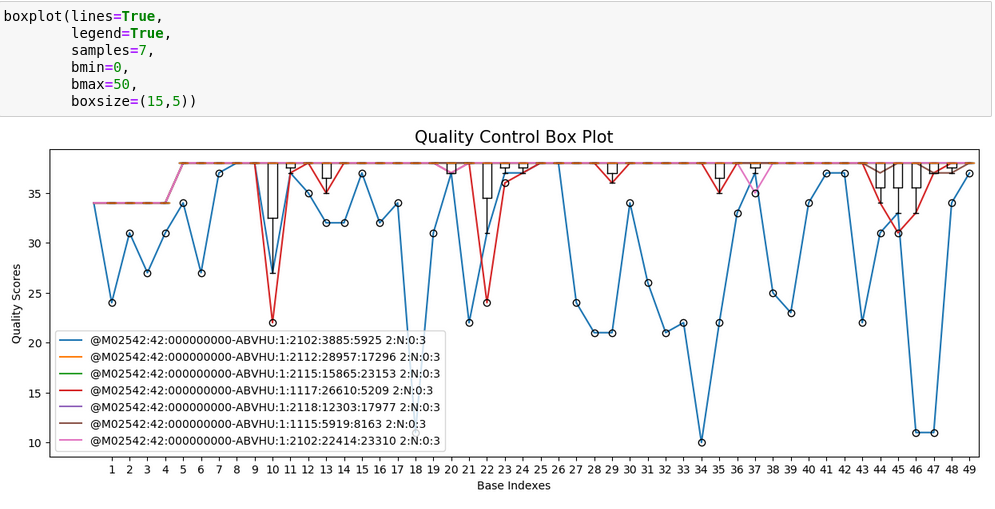 boxplot(lines=True,
legend=True,
samples=7,
bmin=0,
bmax=50,
boxsize=(15,5))
Quality Control Box Plot
Quality Scores
35
30
25
20
15
10
@M02542:42:000000000-ABVHU:1:2102:3885:5925 2:N:0:3
@M02542:42:000000000-ABVHU:1:2112:28957:17296 2:N:0:3
@M02542:42:000000000-ABVHU:1:2115:15865:23153 2:N:0:3
@M02542:42:000000000-ABVHU:1:1117:26610:5209 2:N:0:3
@M02542:42:000000000-ABVHU:1:2118:12303:17977 2:N:0:3
@M02542:42:000000000-ABVHU:1:1115:5919:8163 2:N:0:3
@M02542:42:000000000-ABVHU:1:2102:22414:23310 2:N:0:3
1 2 3 4 5 6 7 8 9 10 11 12 13 14 15 16 17 18 19 20 21 22 23 24 25 26 27 28 29 30 31 32 33 34 35 36 37 38 39 40 41 42 43 44 45 46 47 48 49
Base Indexes